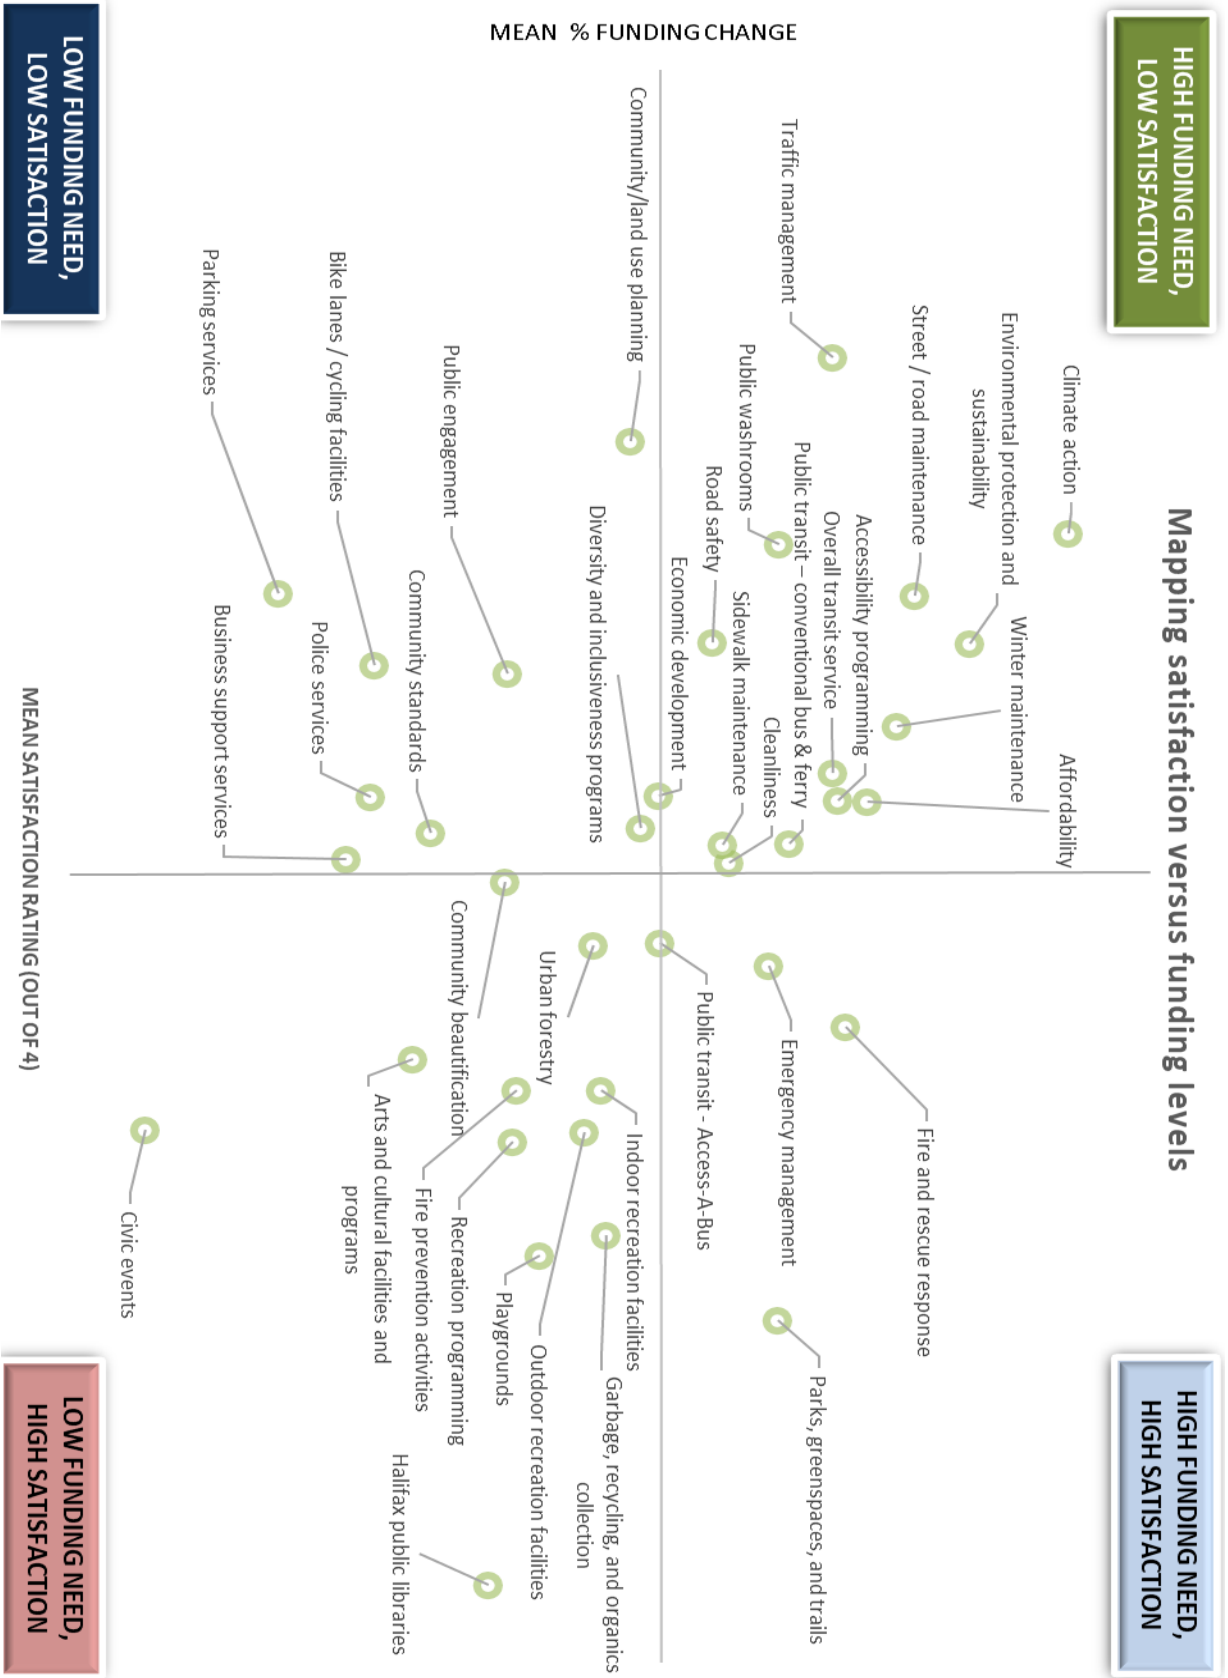 Mapping satisfaction versus funding levels
HIGH FUNDING NEED,
LOW SATISFACTION
HIGH FUNDING NEED,
HIGH SATISFACTION
Climate action
Affordability
Environmental protection and
sustainability
Winter maintenance
Street / road maintenance
Fire and rescue response
Accessibility programming
Overall transit service
Public transit – conventional bus & ferry
Traffic management
Public washrooms
Cleanliness
Sidewalk maintenance
Road safety
Economic development
Emergency management
Parks, greenspaces, and trails
Public transit - Access-A-Bus
MEAN % FUNDING CHANGE
Community/land use planning
Diversity and inclusiveness programs
Indoor recreation facilities
Garbage, recycling, and organics
collection
Urban forestry
Outdoor recreation facilities
Playgrounds
Public engagement
Community beautification
Recreation programming
Community standards
Fire prevention activities
Halifax public libraries
Arts and cultural facilities and
programs
Bike lanes / cycling facilities
Police services
Business support services
Parking services
Civic events
LOW FUNDING NEED,
LOW SATISACTION
MEAN SATISFACTION RATING (OUT OF 4)
LOW FUNDING NEED,
HIGH SATISFACTION